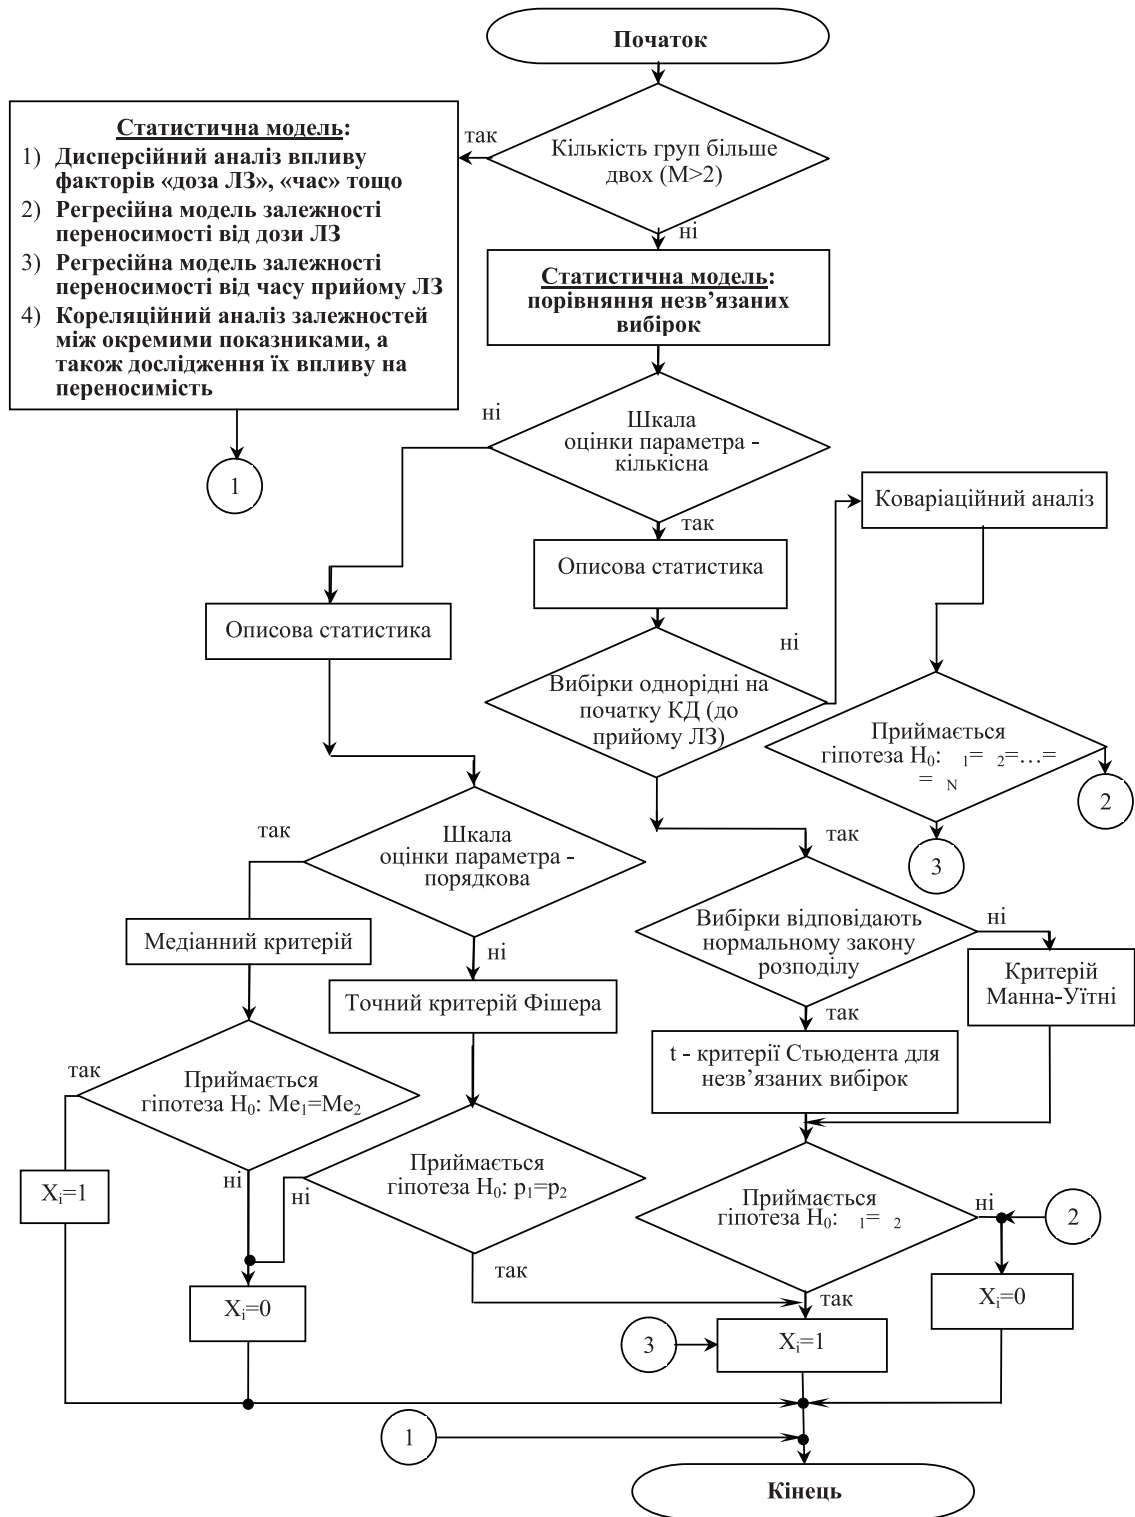 Початок
Кількість груп більше
двох (M>2)
так
ні
Статистична модель:
1) Дисперсійний аналіз впливу
факторів «доза ЛЗ», «час» тощо
2) Регресійна модель залежності
переносимості від дози ЛЗ
3) Регресійна модель залежності
переносимості від часу прийому ЛЗ
4) Кореляційний аналіз залежностей
між окремими показниками, а
також дослідження їх впливу на
переносимість
1
Статистична модель:
порівняння незв’язаних
вибірок
ні
Шкала
оцінки параметра -
кількісна
так
Коваріаційний аналіз
Описова статистика
Описова статистика
ні
Вибірки однорідні на
початку КД (до
прийому ЛЗ)
Приймається
гіпотеза H₀: ₁= ₂=…=
= N
2
3
так
Шкала
оцінки параметра -
порядкова
ні
так
Вибірки відповідають
нормальному закону
розподілу
ні
так
Медіанний критерій
Точний критерій Фішера
Критерій
Манна-Уїтні
t - критерії Стьюдента для
незв’язаних вибірок
так
Приймається
гіпотеза H₀: Me₁=Me₂
ні
Приймається
гіпотеза H₀: p₁=p₂
ні
так
Приймається
гіпотеза H₀: ₁= ₂
ні
так
2
Xᵢ=1
Xᵢ=0
Xᵢ=0
3
Xᵢ=1
1
Кінець